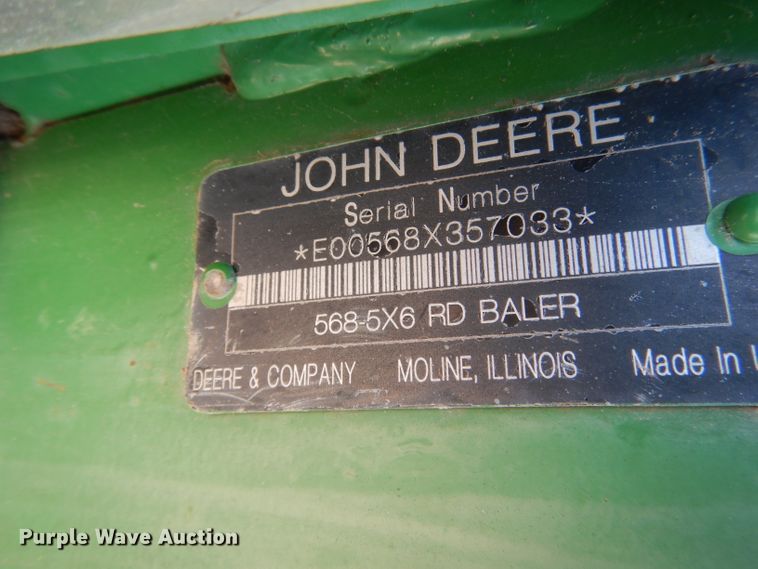 JOHN DEERE
Serial Number
*E00568X357033*
568-5X6 RD BALER
DEERE & COMPANY MOLINE, ILLINOIS Made In
Purple Wave Auction